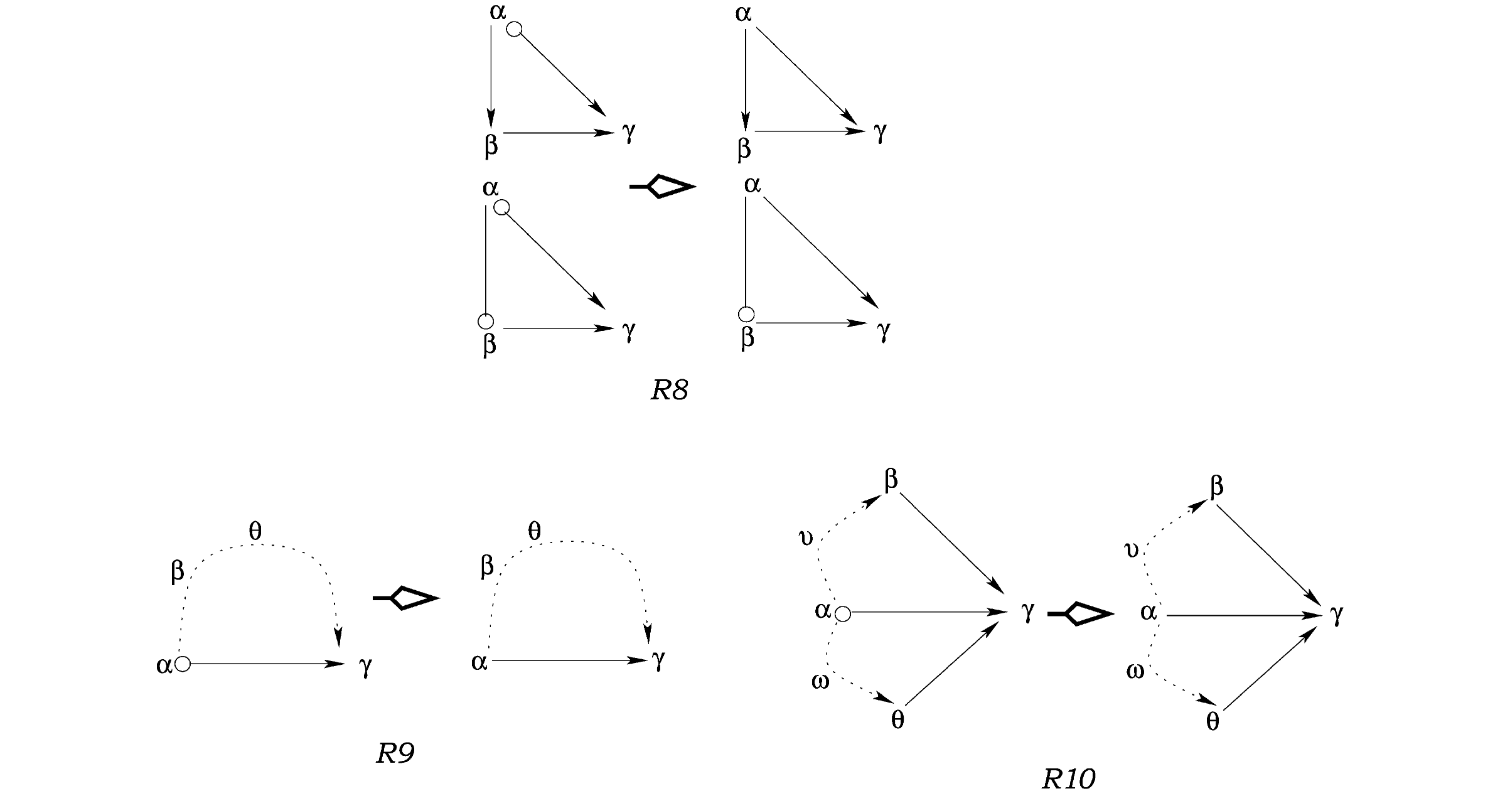 α α
β γ β γ
α α
β γ β γ
R8
β β
θ θ
υ υ
β β
α γ α γ
α γ α γ
ω ω
θ θ
R9
R10